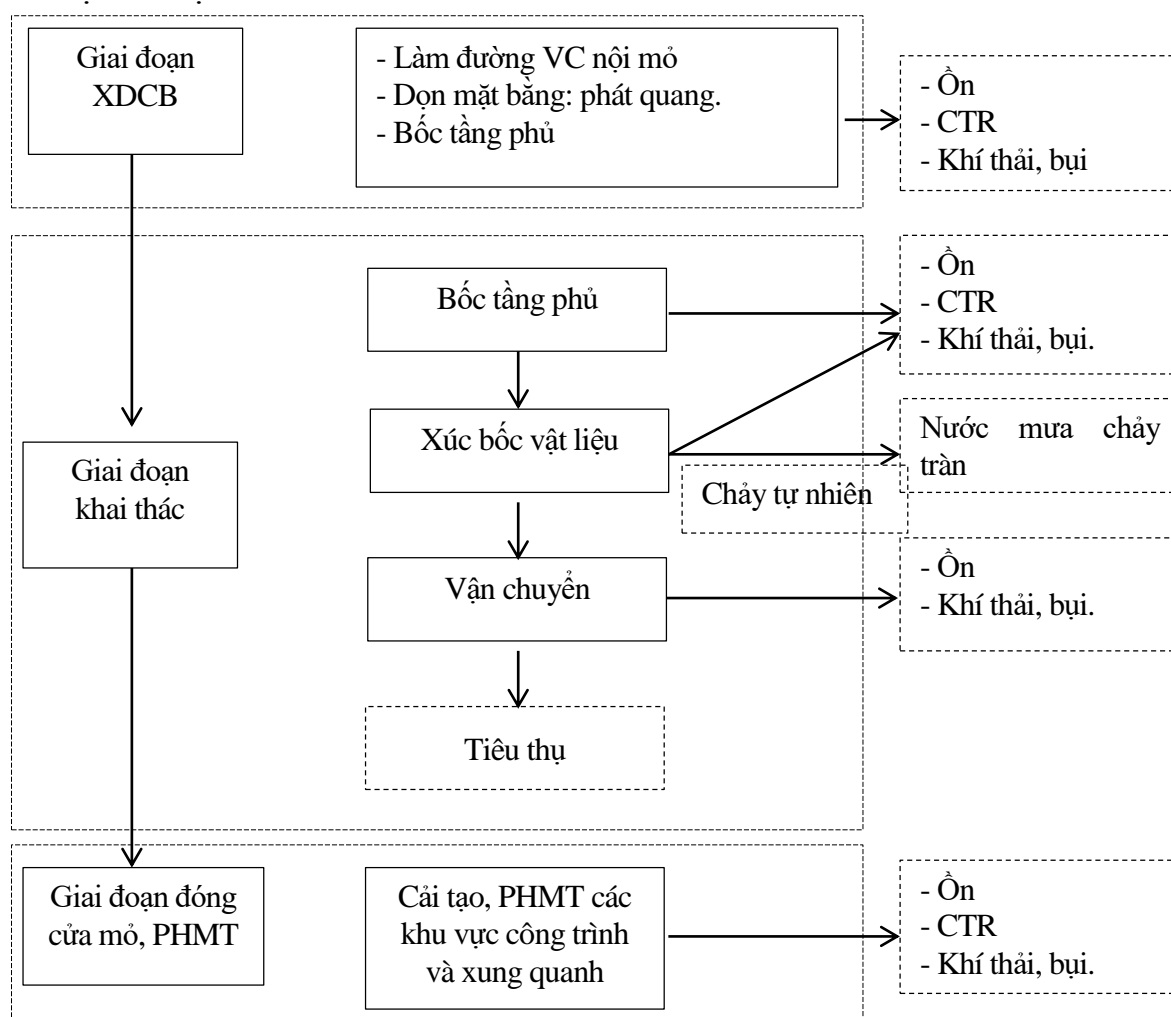 Giai đoạn
XDCB
- Làm đường VC nội mỏ
- Dọn mặt bằng: phát quang.
- Bốc tầng phủ
- Ồn
- CTR
- Khí thải, bụi
Bốc tầng phủ
- Ồn
- CTR
- Khí thải, bụi.
Giai đoạn
khai thác
Xúc bốc vật liệu
Nước mưa chảy
tràn
Chảy tự nhiên
Vận chuyển
- Ồn
- Khí thải, bụi.
Tiêu thụ
Giai đoạn đóng
cửa mỏ, PHMT
Cải tạo, PHMT các
khu vực công trình
và xung quanh
- Ồn
- CTR
- Khí thải, bụi.